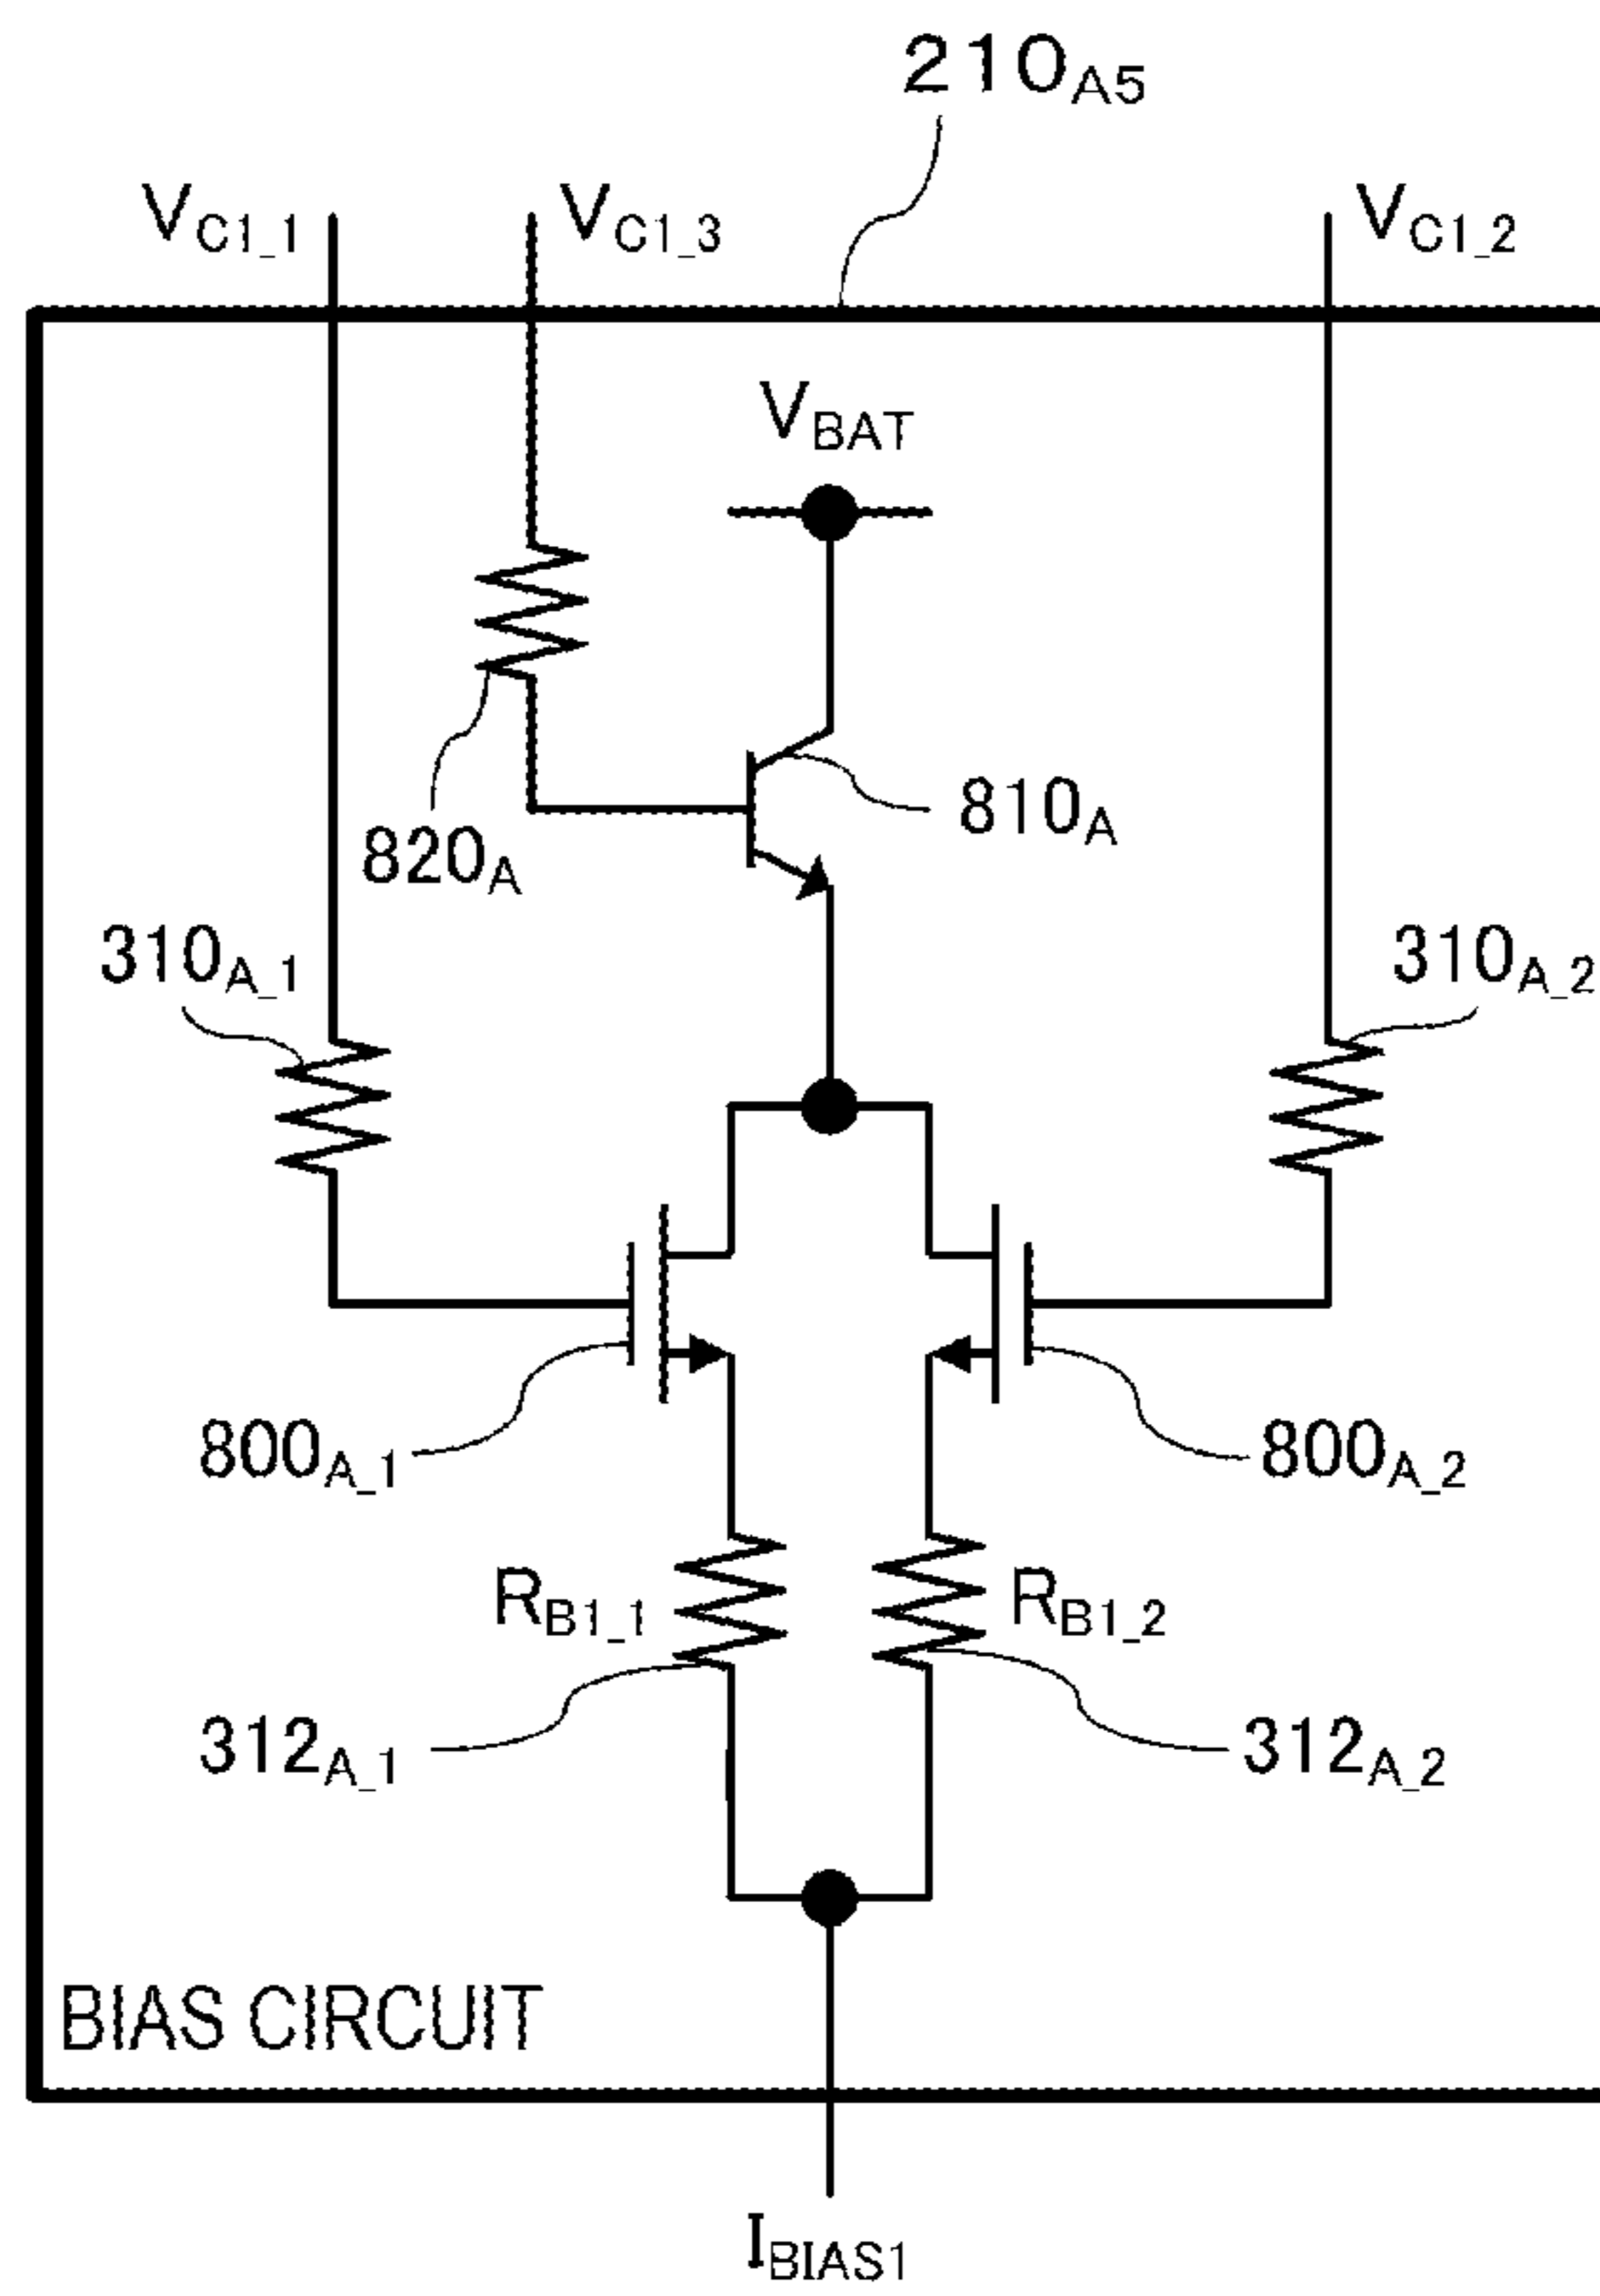 210A5
VC1_1
VC1_3
VC1_2
VBAT
820A
810A
310A_1
310A_2
800A_1
800A_2
RB1_1
RB1_2
312A_1
312A_2
BIAS CIRCUIT
IBIAS1